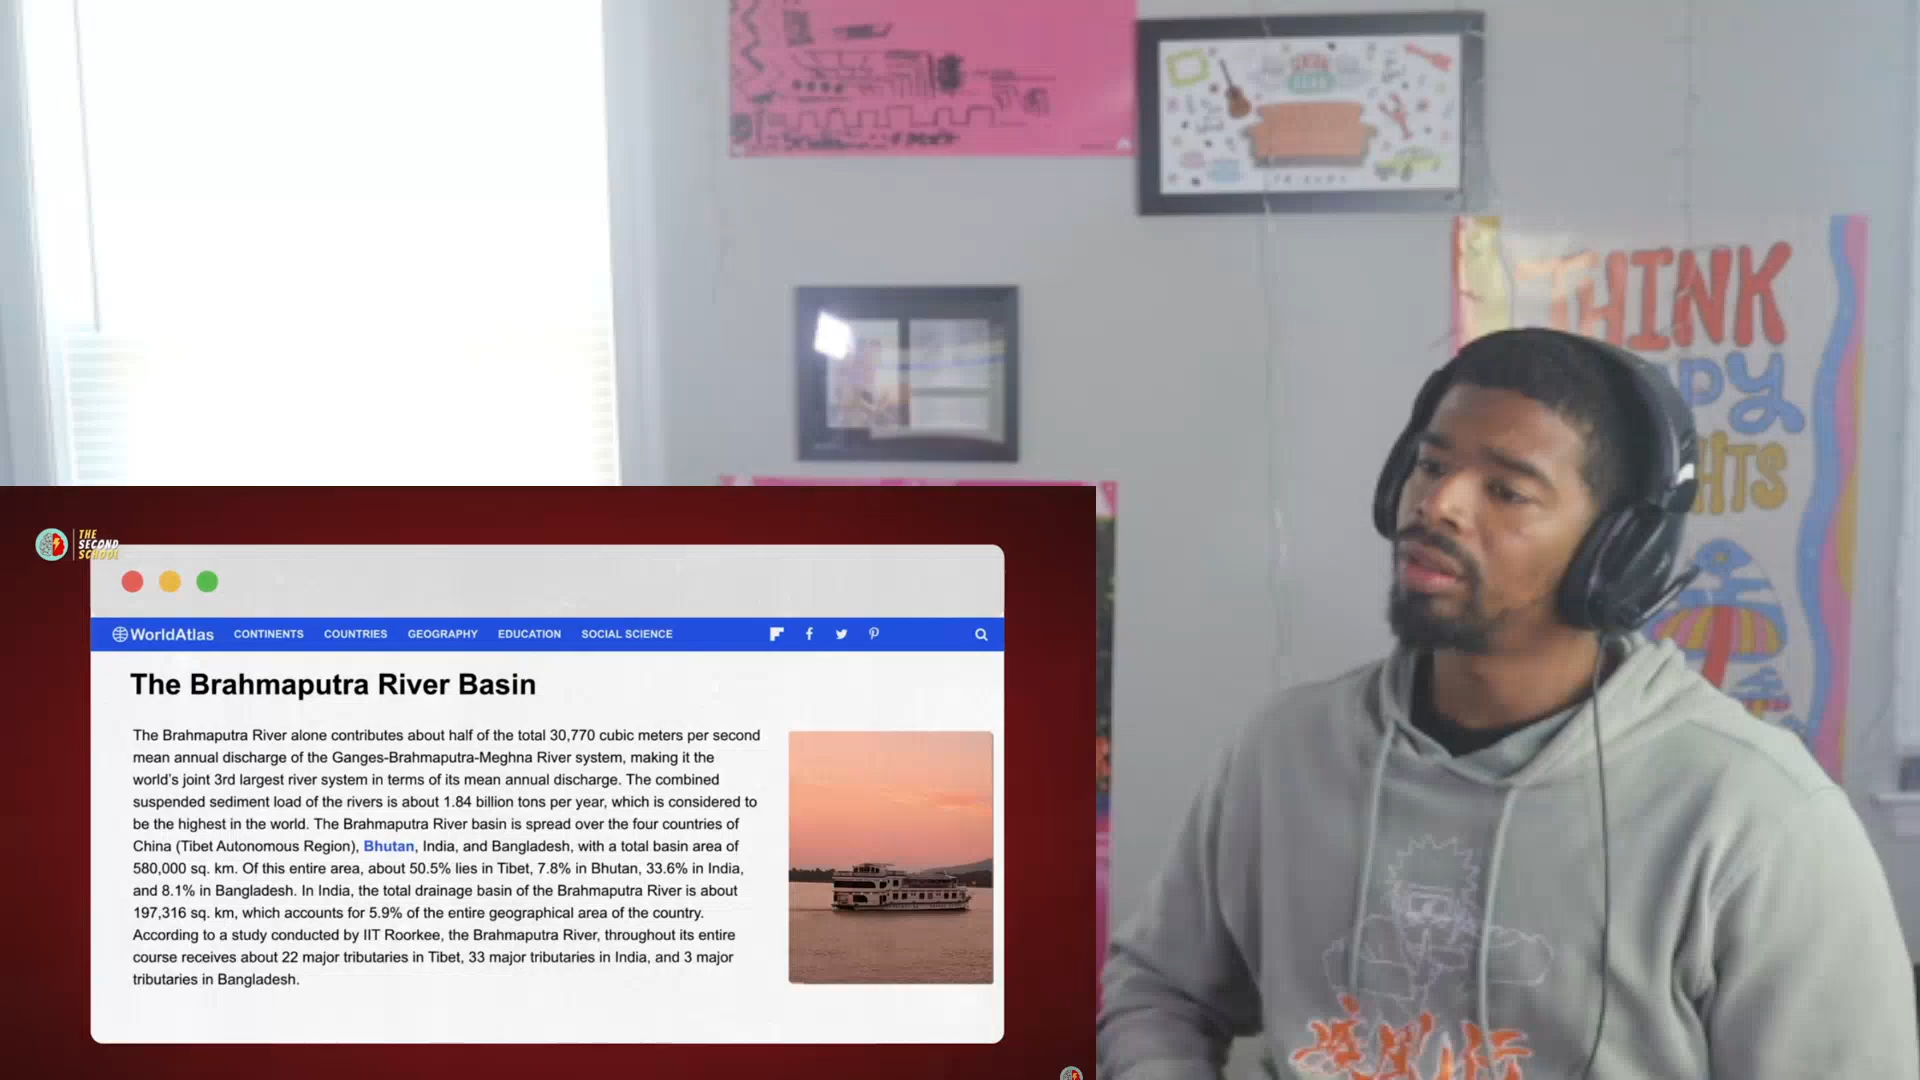 THINK
HTS
THE
SECOND
SCHOOL
WorldAtlas CONTINENTS COUNTRIES GEOGRAPHY EDUCATION SOCIAL SCIENCE
The Brahmaputra River Basin
The Brahmaputra River alone contributes about half of the total 30,770 cubic meters per second
mean annual discharge of the Ganges-Brahmaputra-Meghna River system, making it the
world's joint 3rd largest river system in terms of its mean annual discharge. The combined
suspended sediment load of the rivers is about 1.84 billion tons per year, which is considered to
be the highest in the world. The Brahmaputra River basin is spread over the four countries of
China (Tibet Autonomous Region), Bhutan, India, and Bangladesh, with a total basin area of
580,000 sq. km. Of this entire area, about 50.5% lies in Tibet, 7.8% in Bhutan, 33.6% in India,
and 8.1% in Bangladesh. In India, the total drainage basin of the Brahmaputra River is about
197,316 sq. km, which accounts for 5.9% of the entire geographical area of the country.
According to a study conducted by IIT Roorkee, the Brahmaputra River, throughout its entire
course receives about 22 major tributaries in Tibet, 33 major tributaries in India, and 3 major
tributaries in Bangladesh.